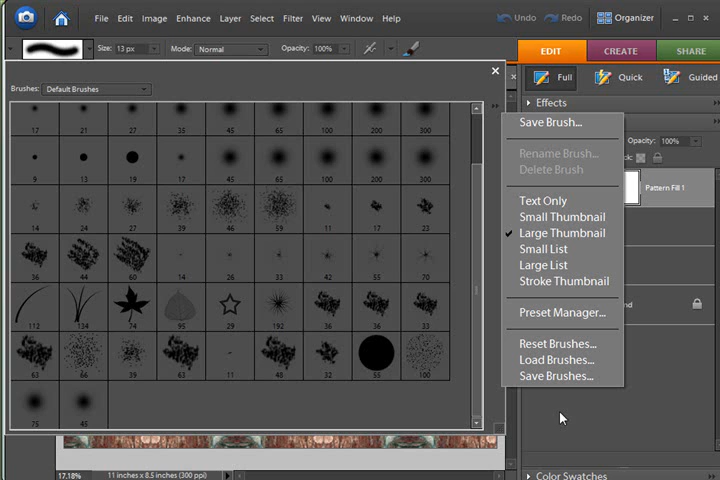 File Edit Image Enhance Layer Select Filter View Window Help Undo Redo Organizer
Size: 13 px Mode: Normal Opacity: 100% EDIT CREATE SHARE
Full Quick Guided
Brushes: Default Brushes
Effects
17 21 27 35 45 65 100 200 300
9 13 19 17 45 65 100 200 300
14 24 27 39 46 59 11 17 23
36 44 60 14 26 33 42 55 70
112 134 74 95 29 192 36 36 33
63 66 39 63 11 48 32 55 100
75 45
Save Brush...
Rename Brush...
Delete Brush
Text Only
Small Thumbnail
Large Thumbnail
Small List
Large List
Stroke Thumbnail
Preset Manager...
Reset Brushes...
Load Brushes...
Save Brushes...
Opacity: 100%
Pattern Fill 1
17.18% 11 inches x 8.5 inches (300 ppi)
Color Swatches